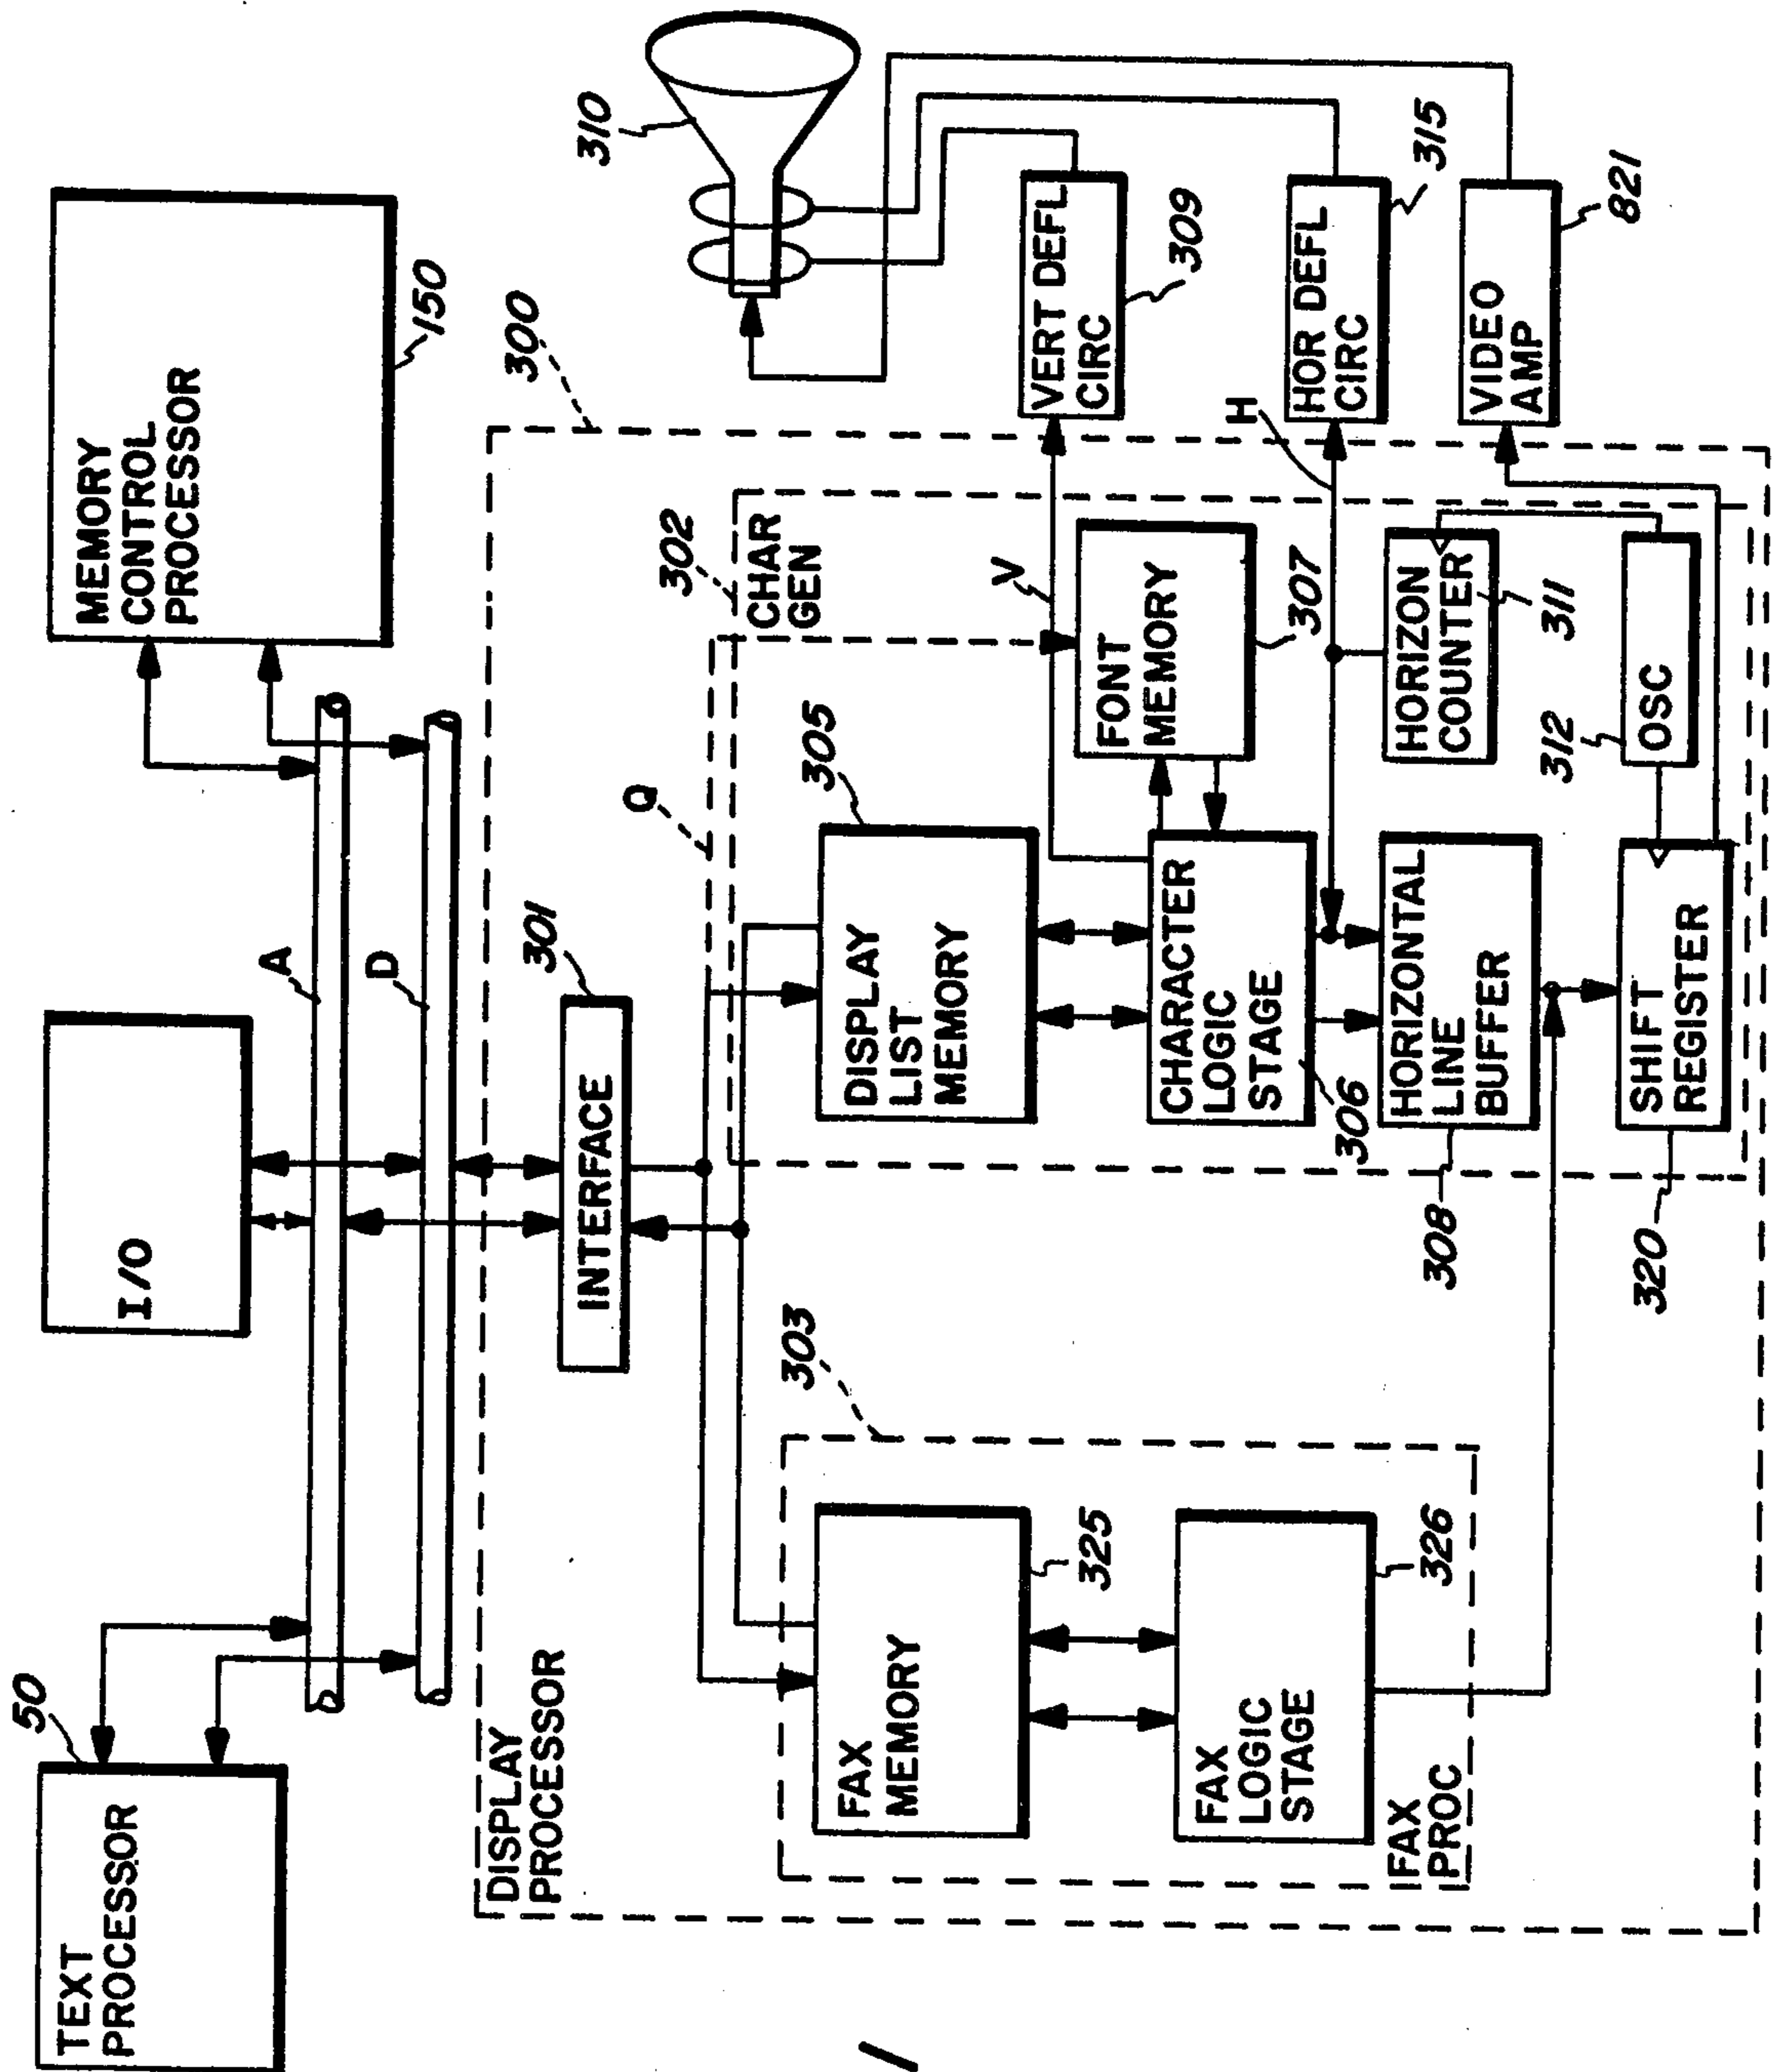 50
TEXT
PROCESSOR
I/O
MEMORY
CONTROL
PROCESSOR
150
A
D
DISPLAY
PROCESSOR
300
301
INTERFACE
Q
302
CHAR
GEN
303
FAX
MEMORY
325
FAX
LOGIC
STAGE
326
FAX
PROC
305
DISPLAY
LIST
MEMORY
CHARACTER
LOGIC
STAGE
306
FONT
MEMORY
307
V
H
HORIZONTAL
LINE
BUFFER
308
HORIZON
COUNTER
311
312
OSC
SHIFT
REGISTER
320
310
VERT DEFL
CIRC
309
HOR DEFL
CIRC
315
VIDEO
AMP
821